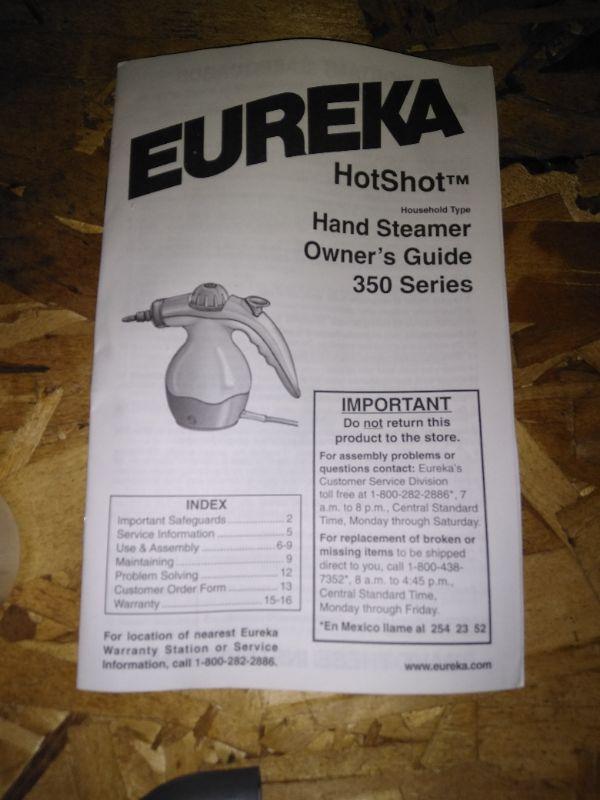 EUREKA
HotShot™
Household Type
Hand Steamer
Owner's Guide
350 Series
IMPORTANT
Do not return this
product to the store.
For assembly problems or
questions contact: Eureka's
Customer Service Division
toll free at 1-800-282-2886*, 7
a.m. to 8 p.m., Central Standard
Time, Monday through Saturday.
For replacement of broken or
missing items to be shipped
direct to you, call 1-800-438-
7352*, 8 a.m. to 4:45 p.m.,
Central Standard Time,
Monday through Friday.
*En Mexico llame al 254 23 52
INDEX
Important Safeguards ........ 2
Service Information ........ 5
Use & Assembly ........ 6-9
Maintaining ........ 9
Problem Solving ........ 12
Customer Order Form ........ 13
Warranty ........ 15-16
For location of nearest Eureka
Warranty Station or Service
Information, call 1-800-282-2886.
www.eureka.com